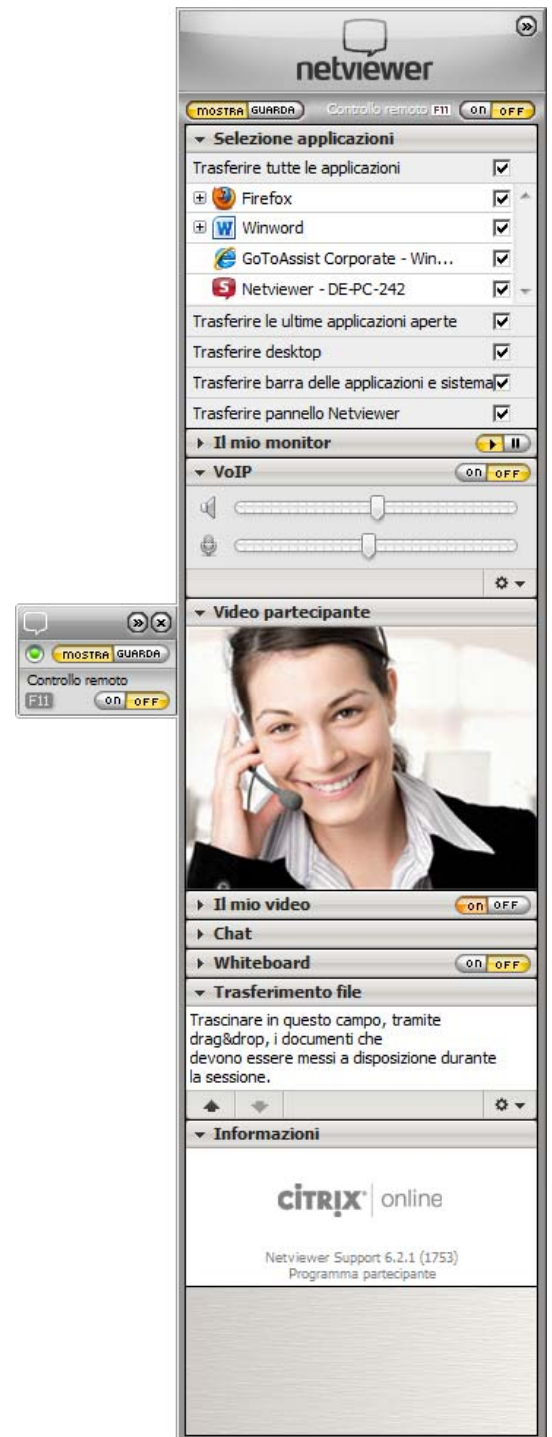 netviewer
MOSTRA GUARDA Controllo remoto F11 on OFF
Selezione applicazioni
Trasferire tutte le applicazioni
Firefox
Winword
GoToAssist Corporate - Win...
Netviewer - DE-PC-242
Trasferire le ultime applicazioni aperte
Trasferire desktop
Trasferire barra delle applicazioni e sistema
Trasferire pannello Netviewer
Il mio monitor
VoIP on OFF
Video partecipante
MOSTRA GUARDA
Controllo remoto
F11 on OFF
Il mio video on OFF
Chat
Whiteboard on OFF
Trasferimento file
Trascinare in questo campo, tramite
drag&drop, i documenti che
devono essere messi a disposizione durante
la sessione.
Informazioni
CITRIX online
Netviewer Support 6.2.1 (1753)
Programma partecipante